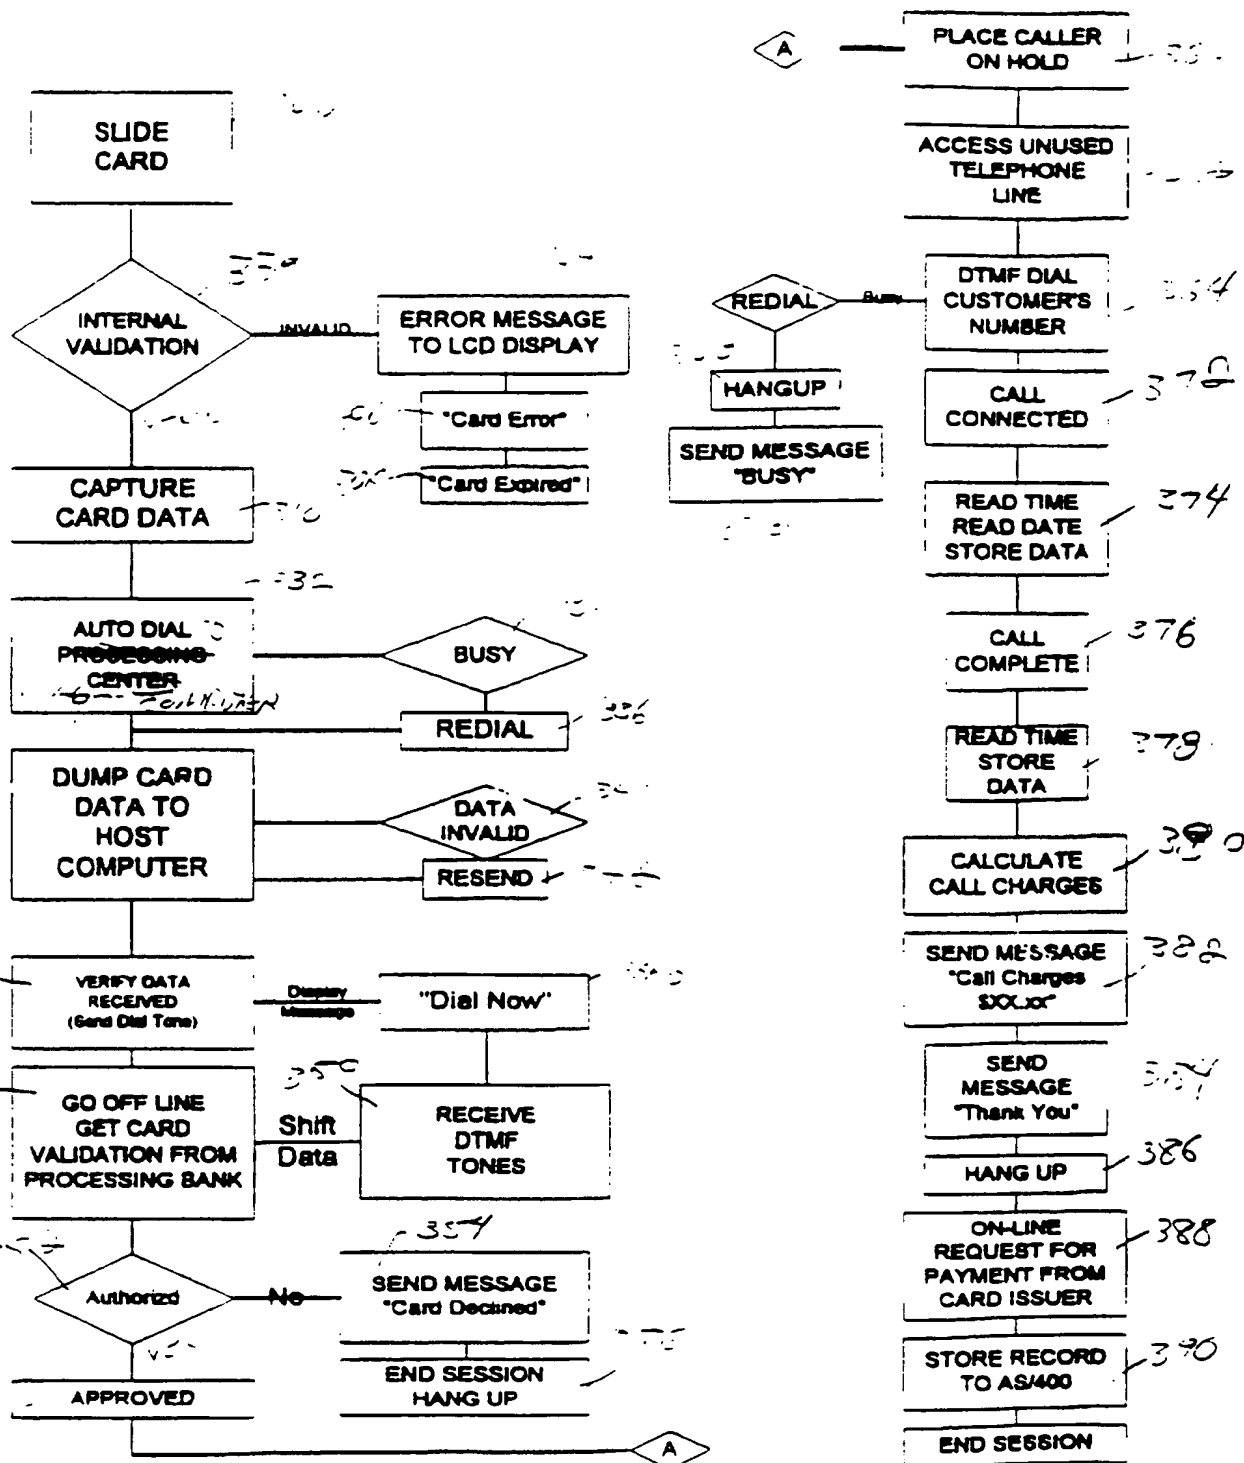 SLIDE
CARD
INTERNAL
VALIDATION
INVALID
ERROR MESSAGE
TO LCD DISPLAY
"Card Error"
"Card Expired"
CAPTURE
CARD DATA
332
AUTO DIAL
PROCESSING
CENTER
BUSY
REDIAL
336
DUMP CARD
DATA TO
HOST
COMPUTER
DATA
INVALID
RESEND
VERIFY DATA
RECEIVED
(Send Dial Tone)
Display
Message
"Dial Now"
GO OFF LINE
GET CARD
VALIDATION FROM
PROCESSING BANK
Shift
Data
RECEIVE
DTMF
TONES
354
Authorizd
No
SEND MESSAGE
"Card Declined"
END SESSION
HANG UP
APPROVED
A
A
PLACE CALLER
ON HOLD
ACCESS UNUSED
TELEPHONE
LINE
DTMF DIAL
CUSTOMER'S
NUMBER
364
Busy
REDIAL
HANGUP
SEND MESSAGE
"BUSY"
CALL
CONNECTED
372
READ TIME
READ DATE
STORE DATA
374
CALL
COMPLETE
376
READ TIME
STORE
DATA
378
CALCULATE
CALL CHARGES
380
SEND MESSAGE
"Call Charges
$XX.xx"
382
SEND
MESSAGE
"Thank You"
384
HANG UP
386
ON-LINE
REQUEST FOR
PAYMENT FROM
CARD ISSUER
388
STORE RECORD
TO AS/400
390
END SESSION